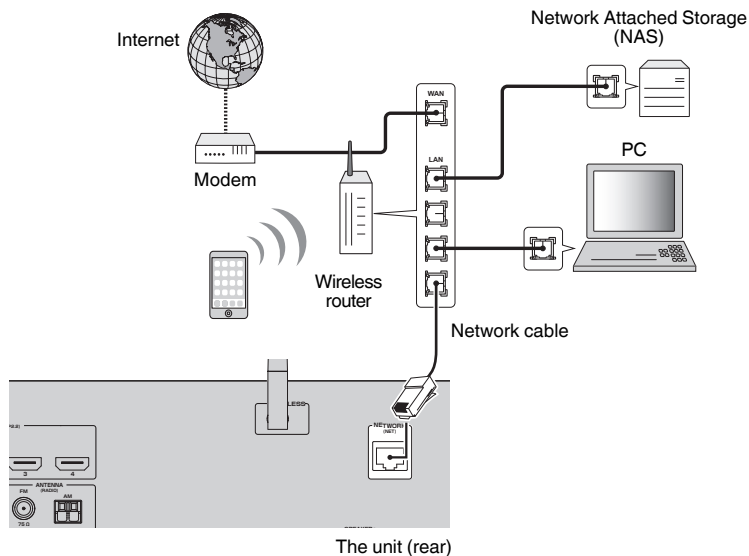 Network Attached Storage
(NAS)
Internet
WAN
PC
LAN
Modem
Wireless
router
Network cable
NETWORK
(NET)
3
4
ANTENNA
(RADIO)
FM
AM
75 Ω
The unit (rear)